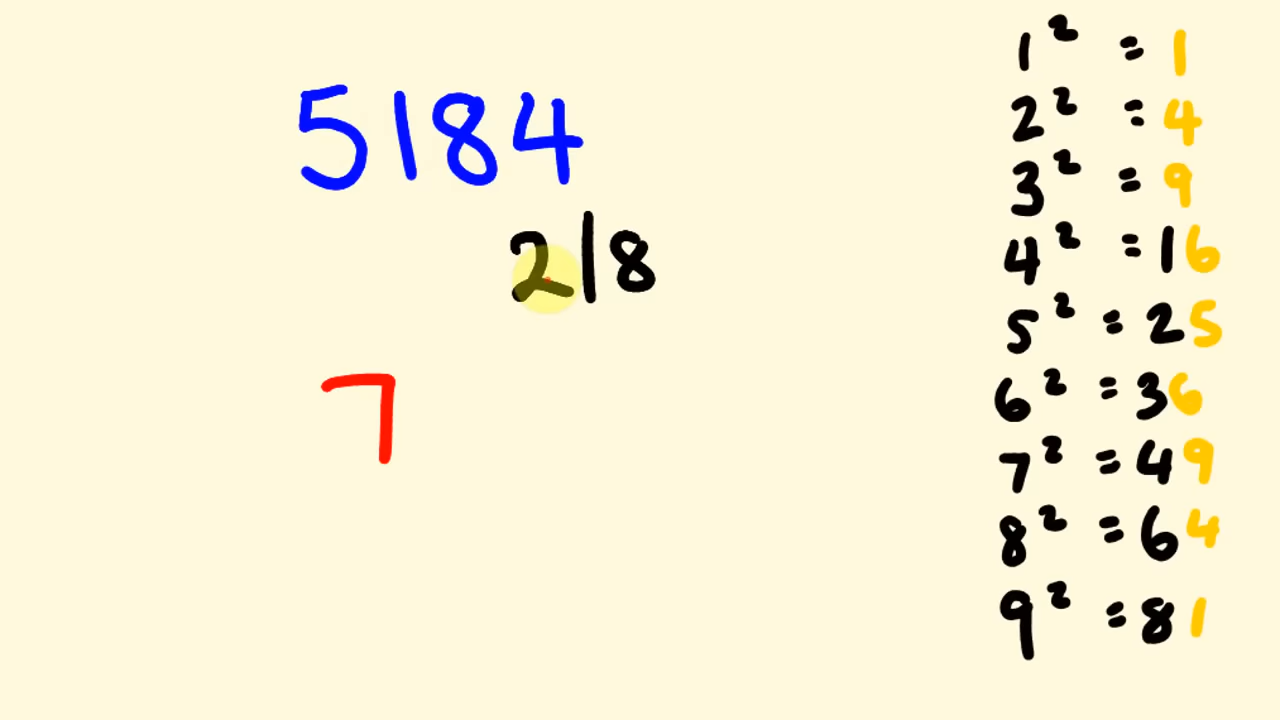 5184
2|8
7
1² = 1
2² = 4
3² = 9
4² = 16
5² = 25
6² = 36
7² = 49
8² = 64
9² = 81